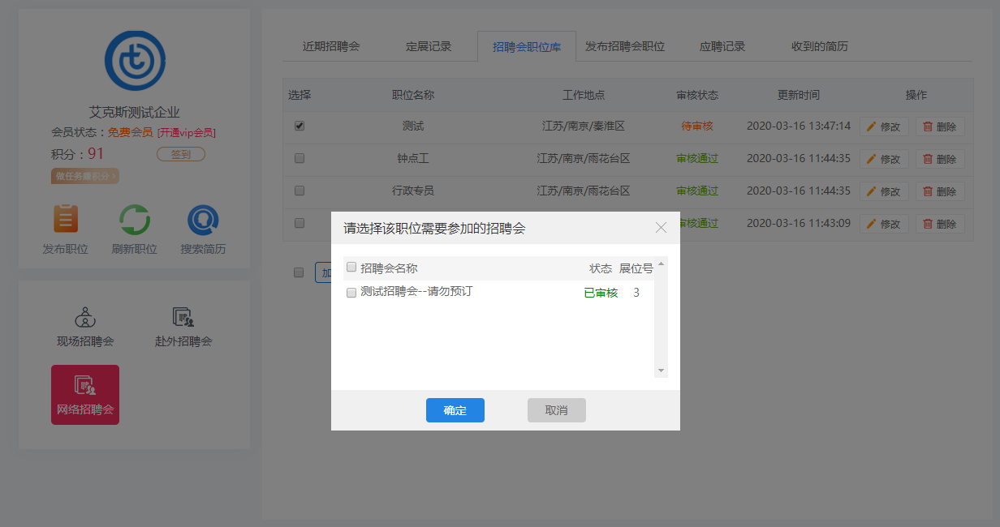 艾克斯测试企业
会员状态：免费会员 [开通vip会员]
积分：91 签到
做任务赚积分 >
发布职位 刷新职位 搜索简历
现场招聘会 赴外招聘会
网络招聘会
近期招聘会 定展记录 招聘会职位库 发布招聘会职位 应聘记录 收到的简历
选择 职位名称 工作地点 审核状态 更新时间 操作
测试 江苏/南京/秦淮区 待审核 2020-03-16 13:47:14 修改 删除
钟点工 江苏/南京/雨花台区 审核通过 2020-03-16 11:44:35 修改 删除
行政专员 江苏/南京/雨花台区 审核通过 2020-03-16 11:44:35 修改 删除
审核通过 2020-03-16 11:43:09 修改 删除
加
请选择该职位需要参加的招聘会
招聘会名称 状态 展位号
测试招聘会--请勿预订 已审核 3
确定 取消